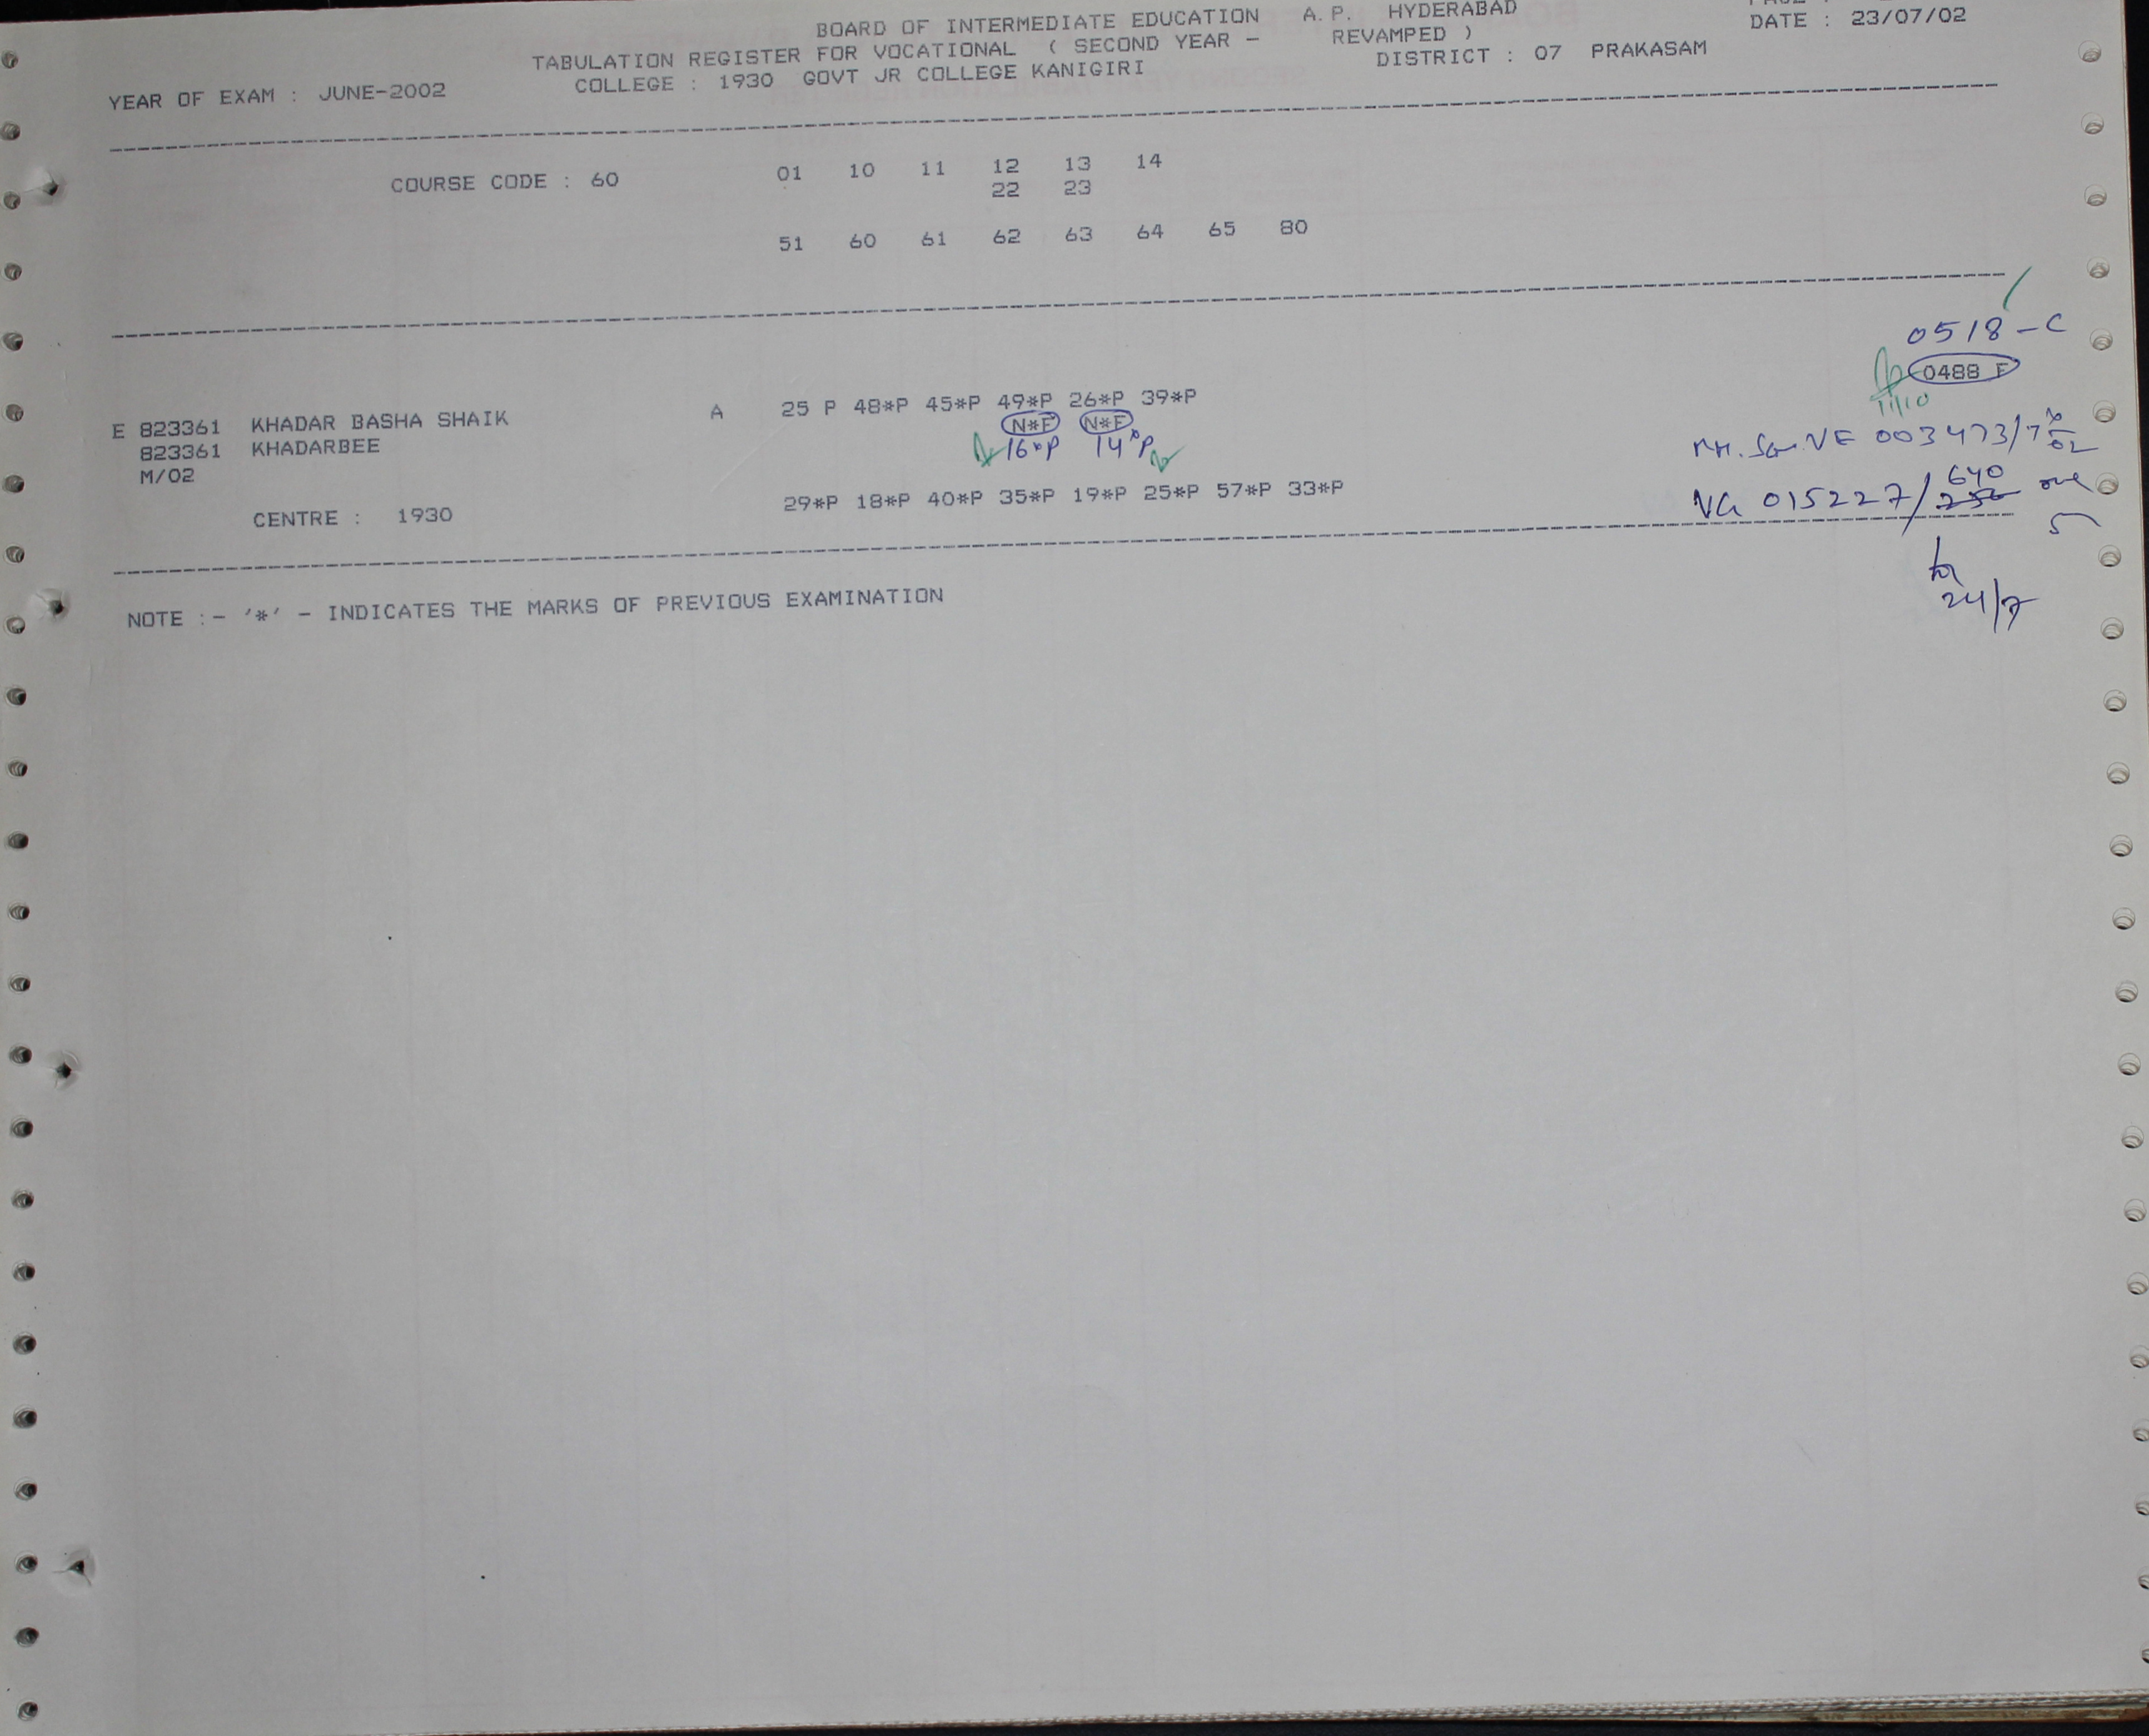 BOARD OF INTERMEDIATE EDUCATION A.P. HYDERABAD
DATE : 23/07/02
TABULATION REGISTER FOR VOCATIONAL ( SECOND YEAR - REVAMPED )
YEAR OF EXAM : JUNE-2002 COLLEGE : 1930 GOVT JR COLLEGE KANIGIRI DISTRICT : 07 PRAKASAM
COURSE CODE : 60 01 10 11 12 13 14
22 23
51 60 61 62 63 64 65 80
0518-C
0488 F
11/10
E 823361 KHADAR BASHA SHAIK A 25 P 48*P 45*P 49*P 26*P 39*P
N*F N*F
823361 KHADARBEE 16*P 14*P
003473/7
M/02
29*P 18*P 40*P 35*P 19*P 25*P 57*P 33*P
640
015227/
CENTRE : 1930
24/7
NOTE :- '*' - INDICATES THE MARKS OF PREVIOUS EXAMINATION